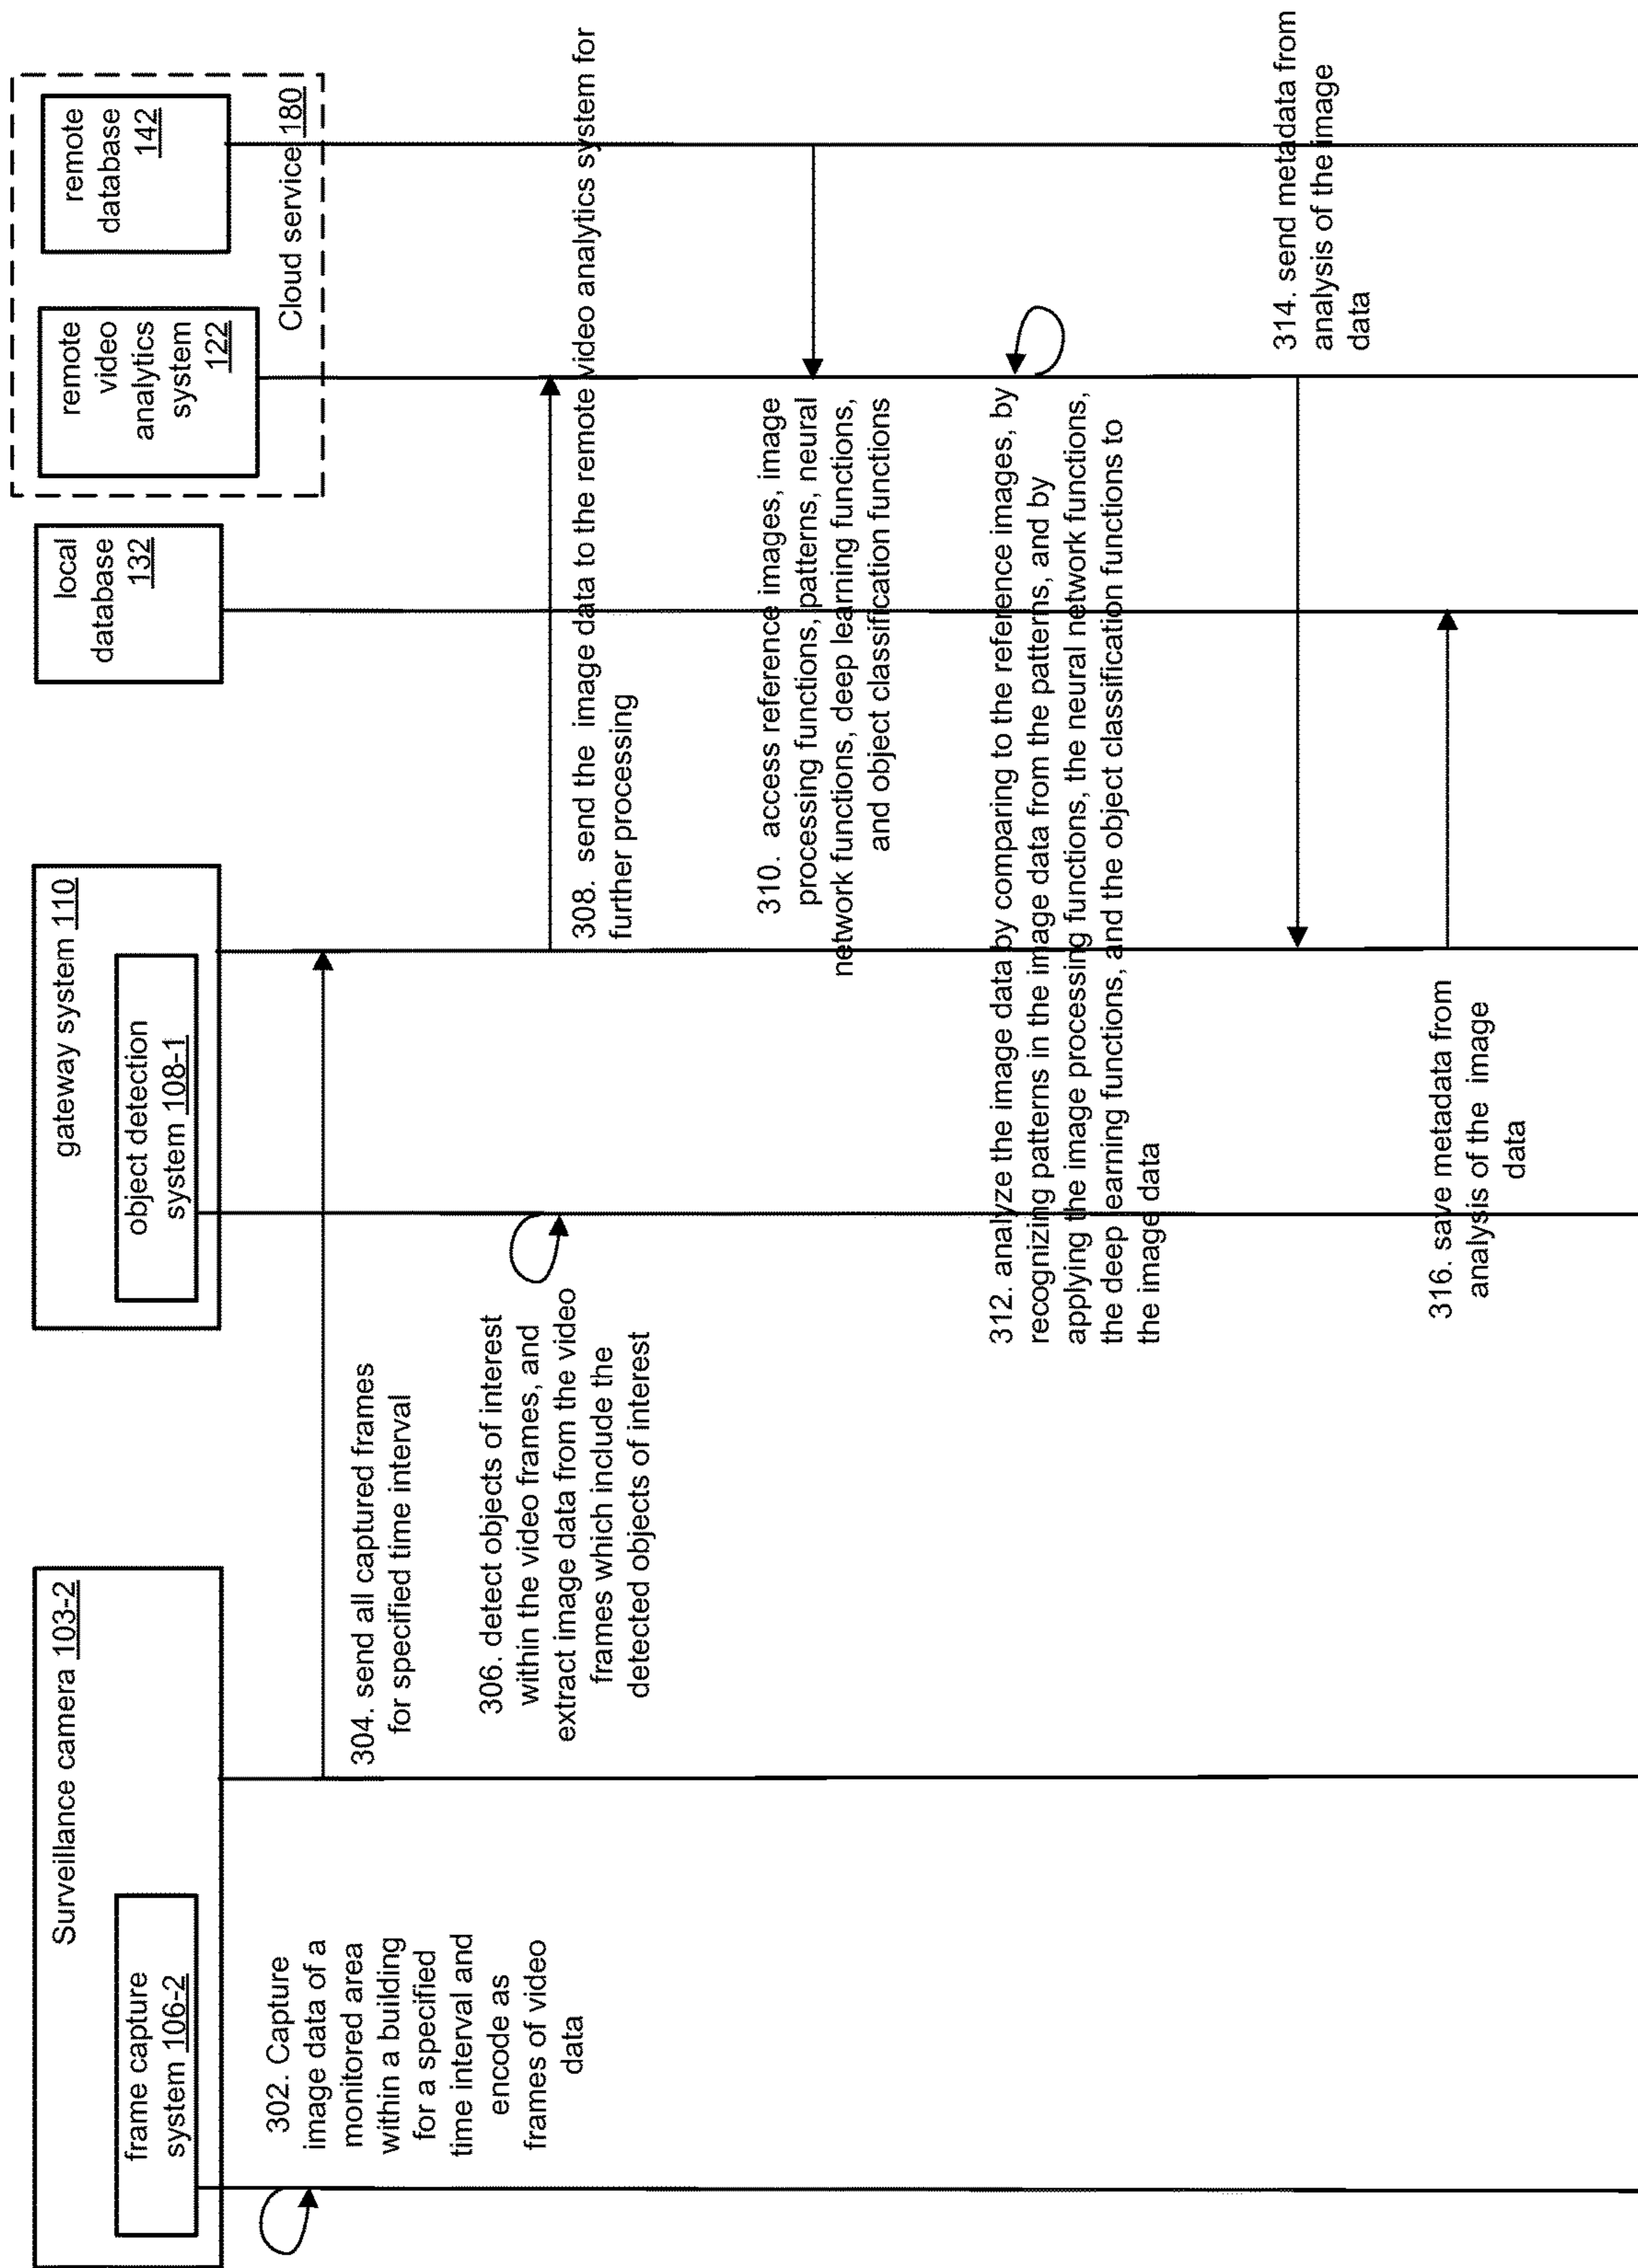 Surveillance camera 103-2
frame capture
system 106-2
gateway system 110
object detection
system 108-1
local
database
132
remote
video
analytics
system
122
remote
database
142
Cloud service 180
302. Capture
image data of a
monitored area
within a building
for a specified
time interval and
encode as
frames of video
data
304. send all captured frames
for specified time interval
306. detect objects of interest
within the video frames, and
extract image data from the video
frames which include the
detected objects of interest
308. send the image data to the remote video analytics system for
further processing
310. access reference images, image
processing functions, patterns, neural
network functions, deep learning functions,
and object classification functions
312. analyze the image data by comparing to the reference images, by
recognizing patterns in the image data from the patterns, and by
applying the image processing functions, the neural network functions,
the deep learning functions, and the object classification functions to
the image data
314. send metadata from
analysis of the image
data
316. save metadata from
analysis of the image
data